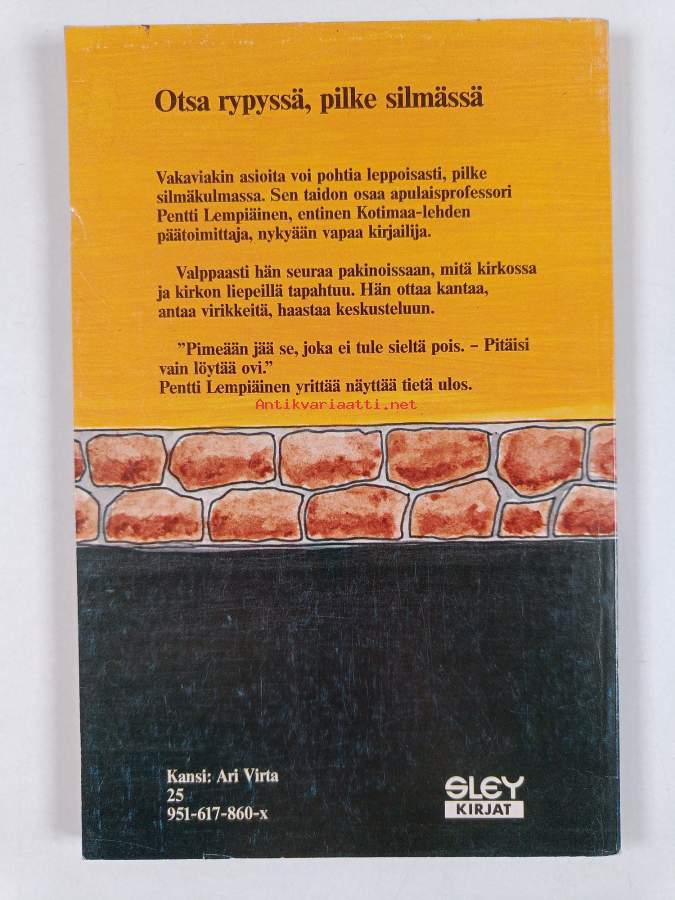 Otsa rypyssä, pilke silmässä
Vakaviakin asioita voi pohtia leppoisasti, pilke
silmäkulmassa. Sen taidon osaa apulaisprofessori
Pentti Lempiäinen, entinen Kotimaa-lehden
päätoimittaja, nykyään vapaa kirjailija.
Valppaasti hän seuraa pakinoissaan, mitä kirkossa
ja kirkon liepeillä tapahtuu. Hän ottaa kantaa,
antaa virikkeitä, haastaa keskusteluun.
”Pimeään jää se, joka ei tule sieltä pois. – Pitäisi
vain löytää ovi.”
Pentti Lempiäinen yrittää näyttää tietä ulos.
Antikvariaatti.net
Kansi: Ari Virta
25
951-617-860-x
SLEY
KIRJAT